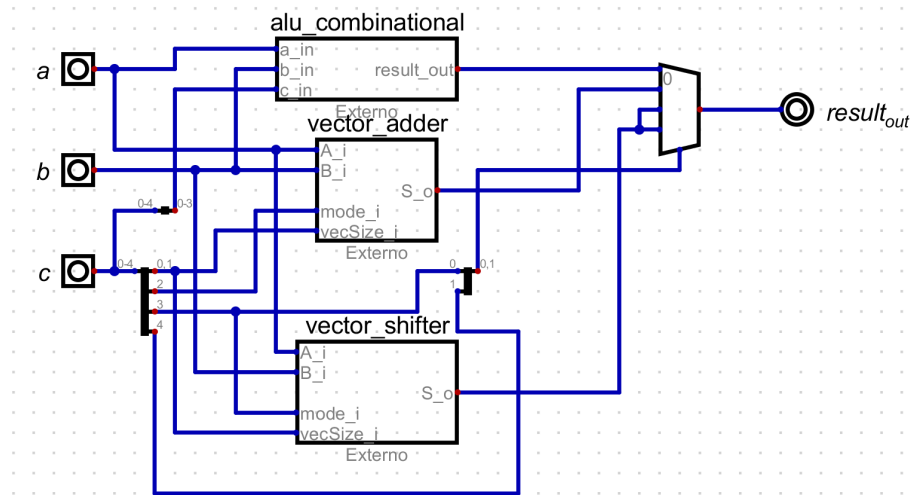 alu_combinational
a
a_in
b_in
result_out
c_in
0
Externo
result_out
vector_adder
A_i
b
B_i
S_o
0-4
0-3
mode_i
vecSize_i
Externo
c
0-4
0,1
2
3
4
0
0,1
1
vector_shifter
A_i
B_i
S_o
mode_i
vecSize_i
Externo